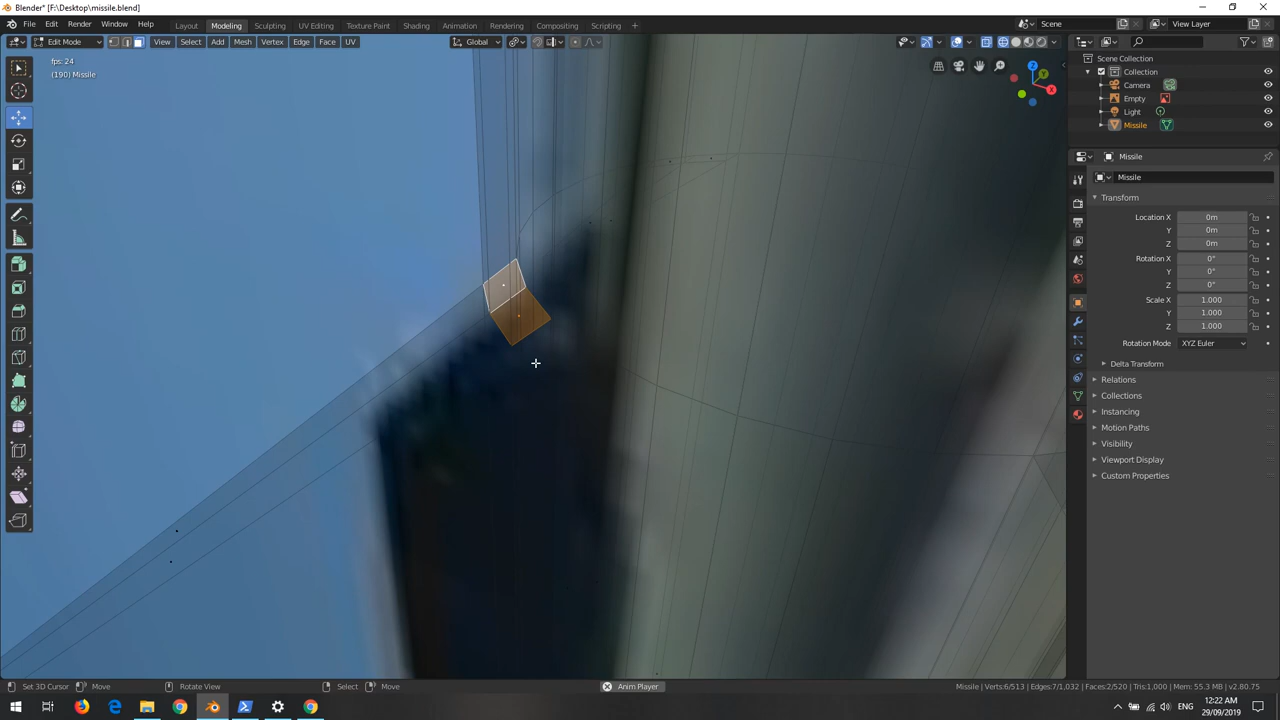 Blender* [F:\Desktop\missile.blend]
File Edit Render Window Help Layout Modeling Sculpting UV Editing Texture Paint Shading Animation Rendering Compositing Scripting Scene View Layer
Edit Mode View Select Add Mesh Vertex Edge Face UV Global
fps: 24
(190) Missile
Z
Y
X
Scene Collection
Collection
Camera
Empty
Light
Missile
Missile
Missile
Transform
Location X 0m
Y 0m
Z 0m
Rotation X 0°
Y 0°
Z 0°
Scale X 1.000
Y 1.000
Z 1.000
Rotation Mode XYZ Euler
Delta Transform
Relations
Collections
Instancing
Motion Paths
Visibility
Viewport Display
Custom Properties
Set 3D Cursor Move Rotate View Select Move Anim Player Missile | Verts:6/513 | Edges:7/1,032 | Faces:2/520 | Tris:1,000 | Mem: 55.3 MB | v2.80.75
ENG
12:22 AM
29/09/2019